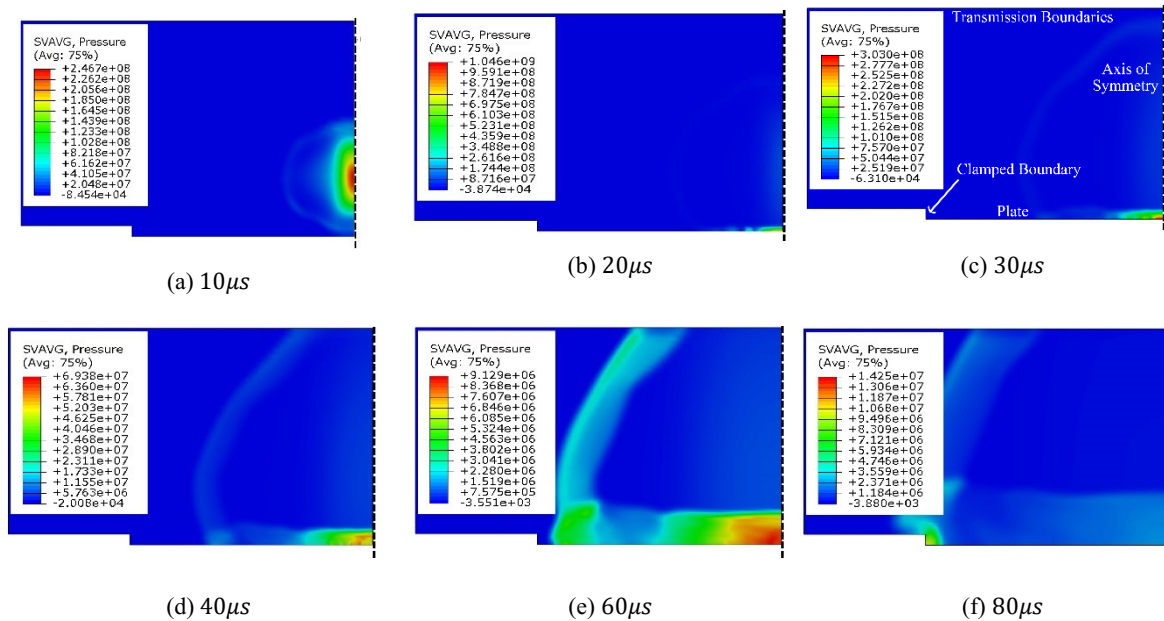 SVAVG, Pressure
(Avg: 75%)
+2.467e+08
+2.262e+08
+2.056e+08
+1.850e+08
+1.645e+08
+1.439e+08
+1.233e+08
+1.028e+08
+8.217e+07
+6.162e+07
+4.105e+07
+2.048e+07
-8.454e+04
(a) 10μs
SVAVG, Pressure
(Avg: 75%)
+1.046e+09
+9.591e+08
+8.719e+08
+7.847e+08
+6.975e+08
+6.103e+08
+5.231e+08
+4.359e+08
+3.488e+08
+2.616e+08
+1.744e+08
+8.716e+07
-3.874e+04
(b) 20μs
SVAVG, Pressure
(Avg: 75%)
+3.030e+08
+2.777e+08
+2.525e+08
+2.272e+08
+2.020e+08
+1.767e+08
+1.515e+08
+1.262e+08
+1.010e+08
+7.570e+07
+5.044e+07
+2.519e+07
-6.310e+04
Transmission Boundaries
Axis of
Symmetry
Clamped Boundary
Plate
(c) 30μs
SVAVG, Pressure
(Avg: 75%)
+6.938e+07
+6.360e+07
+5.781e+07
+5.203e+07
+4.625e+07
+4.046e+07
+3.468e+07
+2.890e+07
+2.311e+07
+1.733e+07
+1.155e+07
+5.763e+06
-2.008e+04
(d) 40μs
SVAVG, Pressure
(Avg: 75%)
+9.129e+06
+8.368e+06
+7.607e+06
+6.846e+06
+6.085e+06
+5.324e+06
+4.563e+06
+3.802e+06
+3.041e+06
+2.280e+06
+1.519e+06
+7.575e+05
-3.551e+03
(e) 60μs
SVAVG, Pressure
(Avg: 75%)
+1.425e+07
+1.306e+07
+1.187e+07
+1.068e+07
+9.496e+06
+8.309e+06
+7.121e+06
+5.934e+06
+4.746e+06
+3.559e+06
+2.371e+06
+1.184e+06
-3.880e+03
(f) 80μs